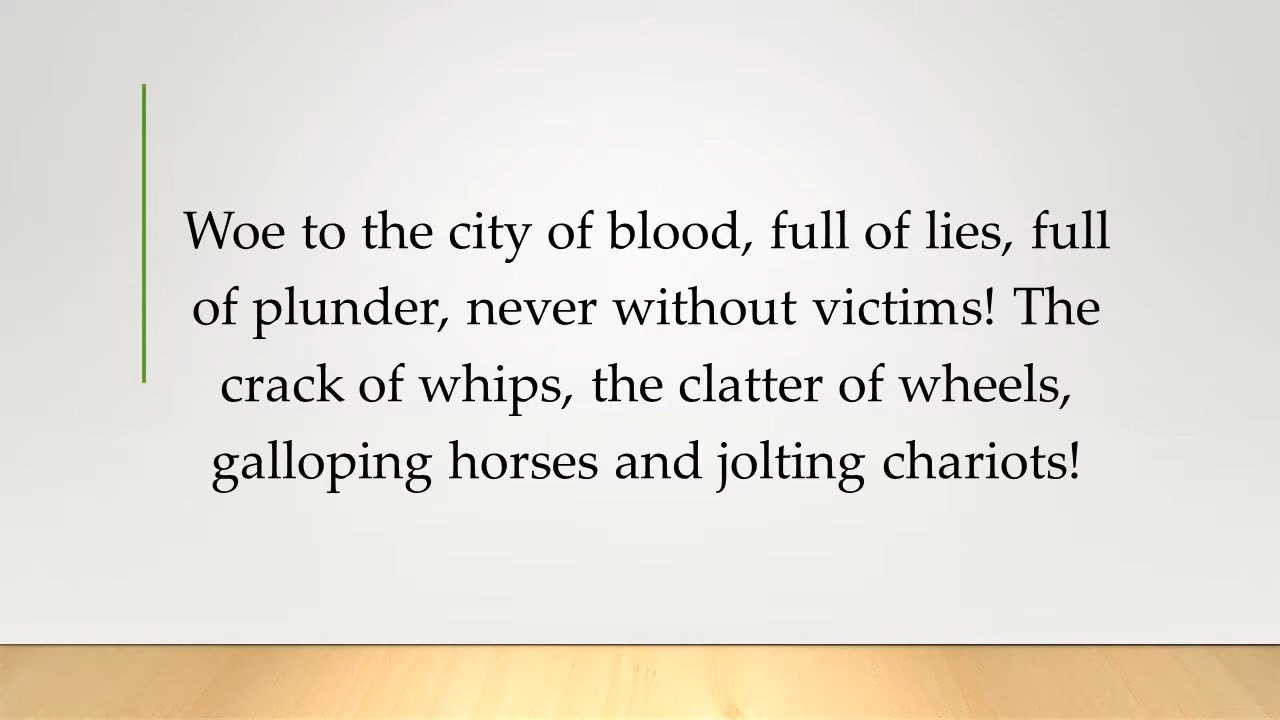 Woe to the city of blood, full of lies, full
of plunder, never without victims! The
crack of whips, the clatter of wheels,
galloping horses and jolting chariots!